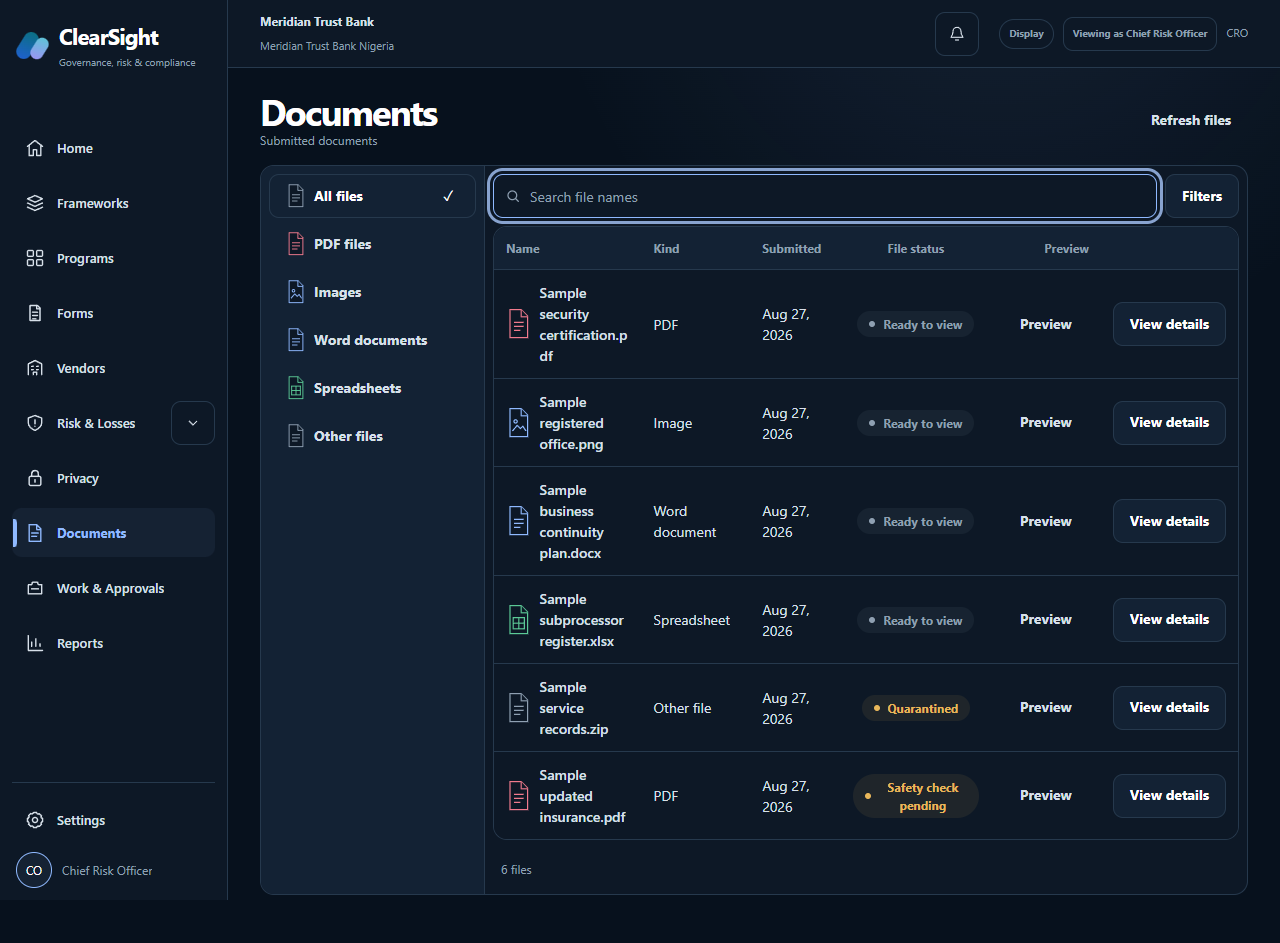 ClearSight
Governance, risk & compliance
Home
Frameworks
Programs
Forms
Vendors
Risk & Losses
Privacy
Documents
Work & Approvals
Reports
Settings
CO
Chief Risk Officer
Meridian Trust Bank
Meridian Trust Bank Nigeria
Display
Viewing as Chief Risk Officer
CRO
Documents
Submitted documents
Refresh files
All files
PDF files
Images
Word documents
Spreadsheets
Other files
Search file names
Filters
Name Kind Submitted File status Preview
Sample
security
certification.p
df
PDF
Aug 27,
2026
Ready to view
Preview
View details
Sample
registered
office.png
Image
Aug 27,
2026
Ready to view
Preview
View details
Sample
business
continuity
plan.docx
Word
document
Aug 27,
2026
Ready to view
Preview
View details
Sample
subprocessor
register.xlsx
Spreadsheet
Aug 27,
2026
Ready to view
Preview
View details
Sample
service
records.zip
Other file
Aug 27,
2026
Quarantined
Preview
View details
Sample
updated
insurance.pdf
PDF
Aug 27,
2026
Safety check
pending
Preview
View details
6 files